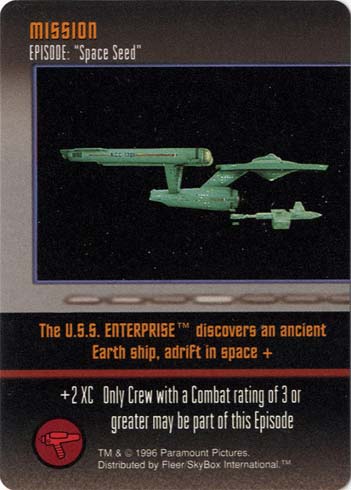 MISSION
EPISODE: "Space Seed"
NCC 1701
The U.S.S. ENTERPRISE™ discovers an ancient
Earth ship, adrift in space +
+2 XC Only Crew with a Combat rating of 3 or
greater may be part of this Episode
TM & © 1996 Paramount Pictures.
Distributed by Fleer/SkyBox International.™